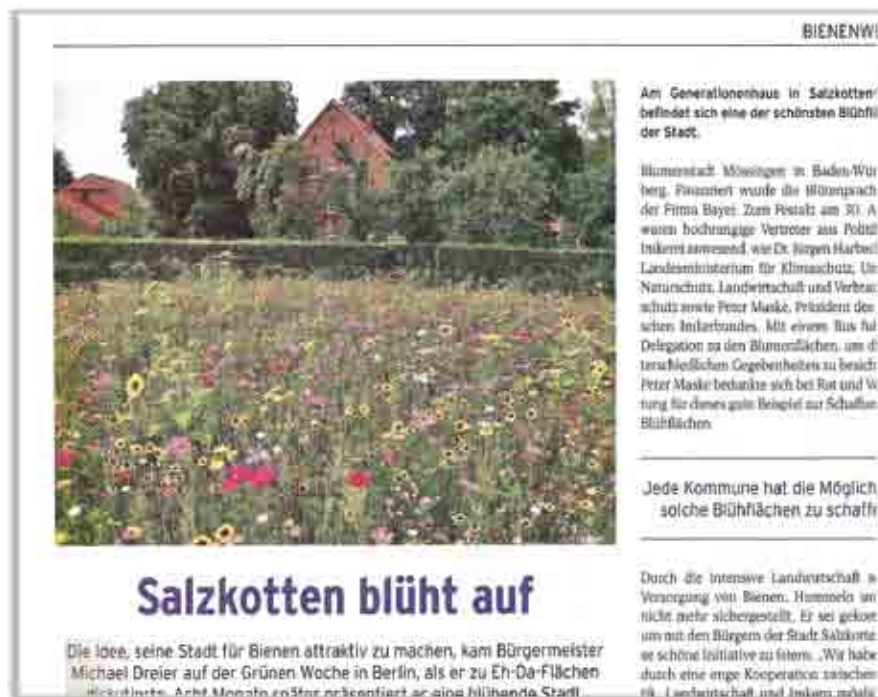 BIENENWE
Salzkotten blüht auf
Die Idee, seine Stadt für Bienen attraktiv zu machen, kam Bürgermeister
Michael Dreier auf der Grünen Woche in Berlin, als er zu Eh-Da-Flächen
diskutierte. Acht Monate später präsentiert er eine blühende Stadt.
Am Generationenhaus in Salzkotten-
befindet sich eine der schönsten Blühflä
der Stadt.
Blumenstadt Mössingen in Baden-Würt
berg. Finanziert wurde die Blütenpracht
der Firma Bayer. Zum Festakt am 30. A
waren hochrangige Vertreter aus Politik
Imkerei anwesend, wie Dr. Jürgen Harbec
Landesministerium für Klimaschutz, Um
Naturschutz, Landwirtschaft und Verbrau
schutz sowie Peter Maske, Präsident des
schen Imkerbundes. Mit einem Bus fuh
Delegation zu den Blumenflächen, um di
terschiedlichen Gegebenheiten zu besich
Peter Maske bedankte sich bei Rat und V
tung für dieses gute Beispiel zur Schaffun
Blühflächen.
Jede Kommune hat die Möglich
solche Blühflächen zu schaffe
Durch die intensive Landwirtschaft s
Versorgung von Bienen, Hummeln un
nicht mehr sichergestellt. Er sei gekom
um mit den Bürgern der Stadt Salzkotte
se schöne Initiative zu feiern. „Wir habe
durch eine enge Kooperation zwischen
tik, Landwirtschaft und Imkern